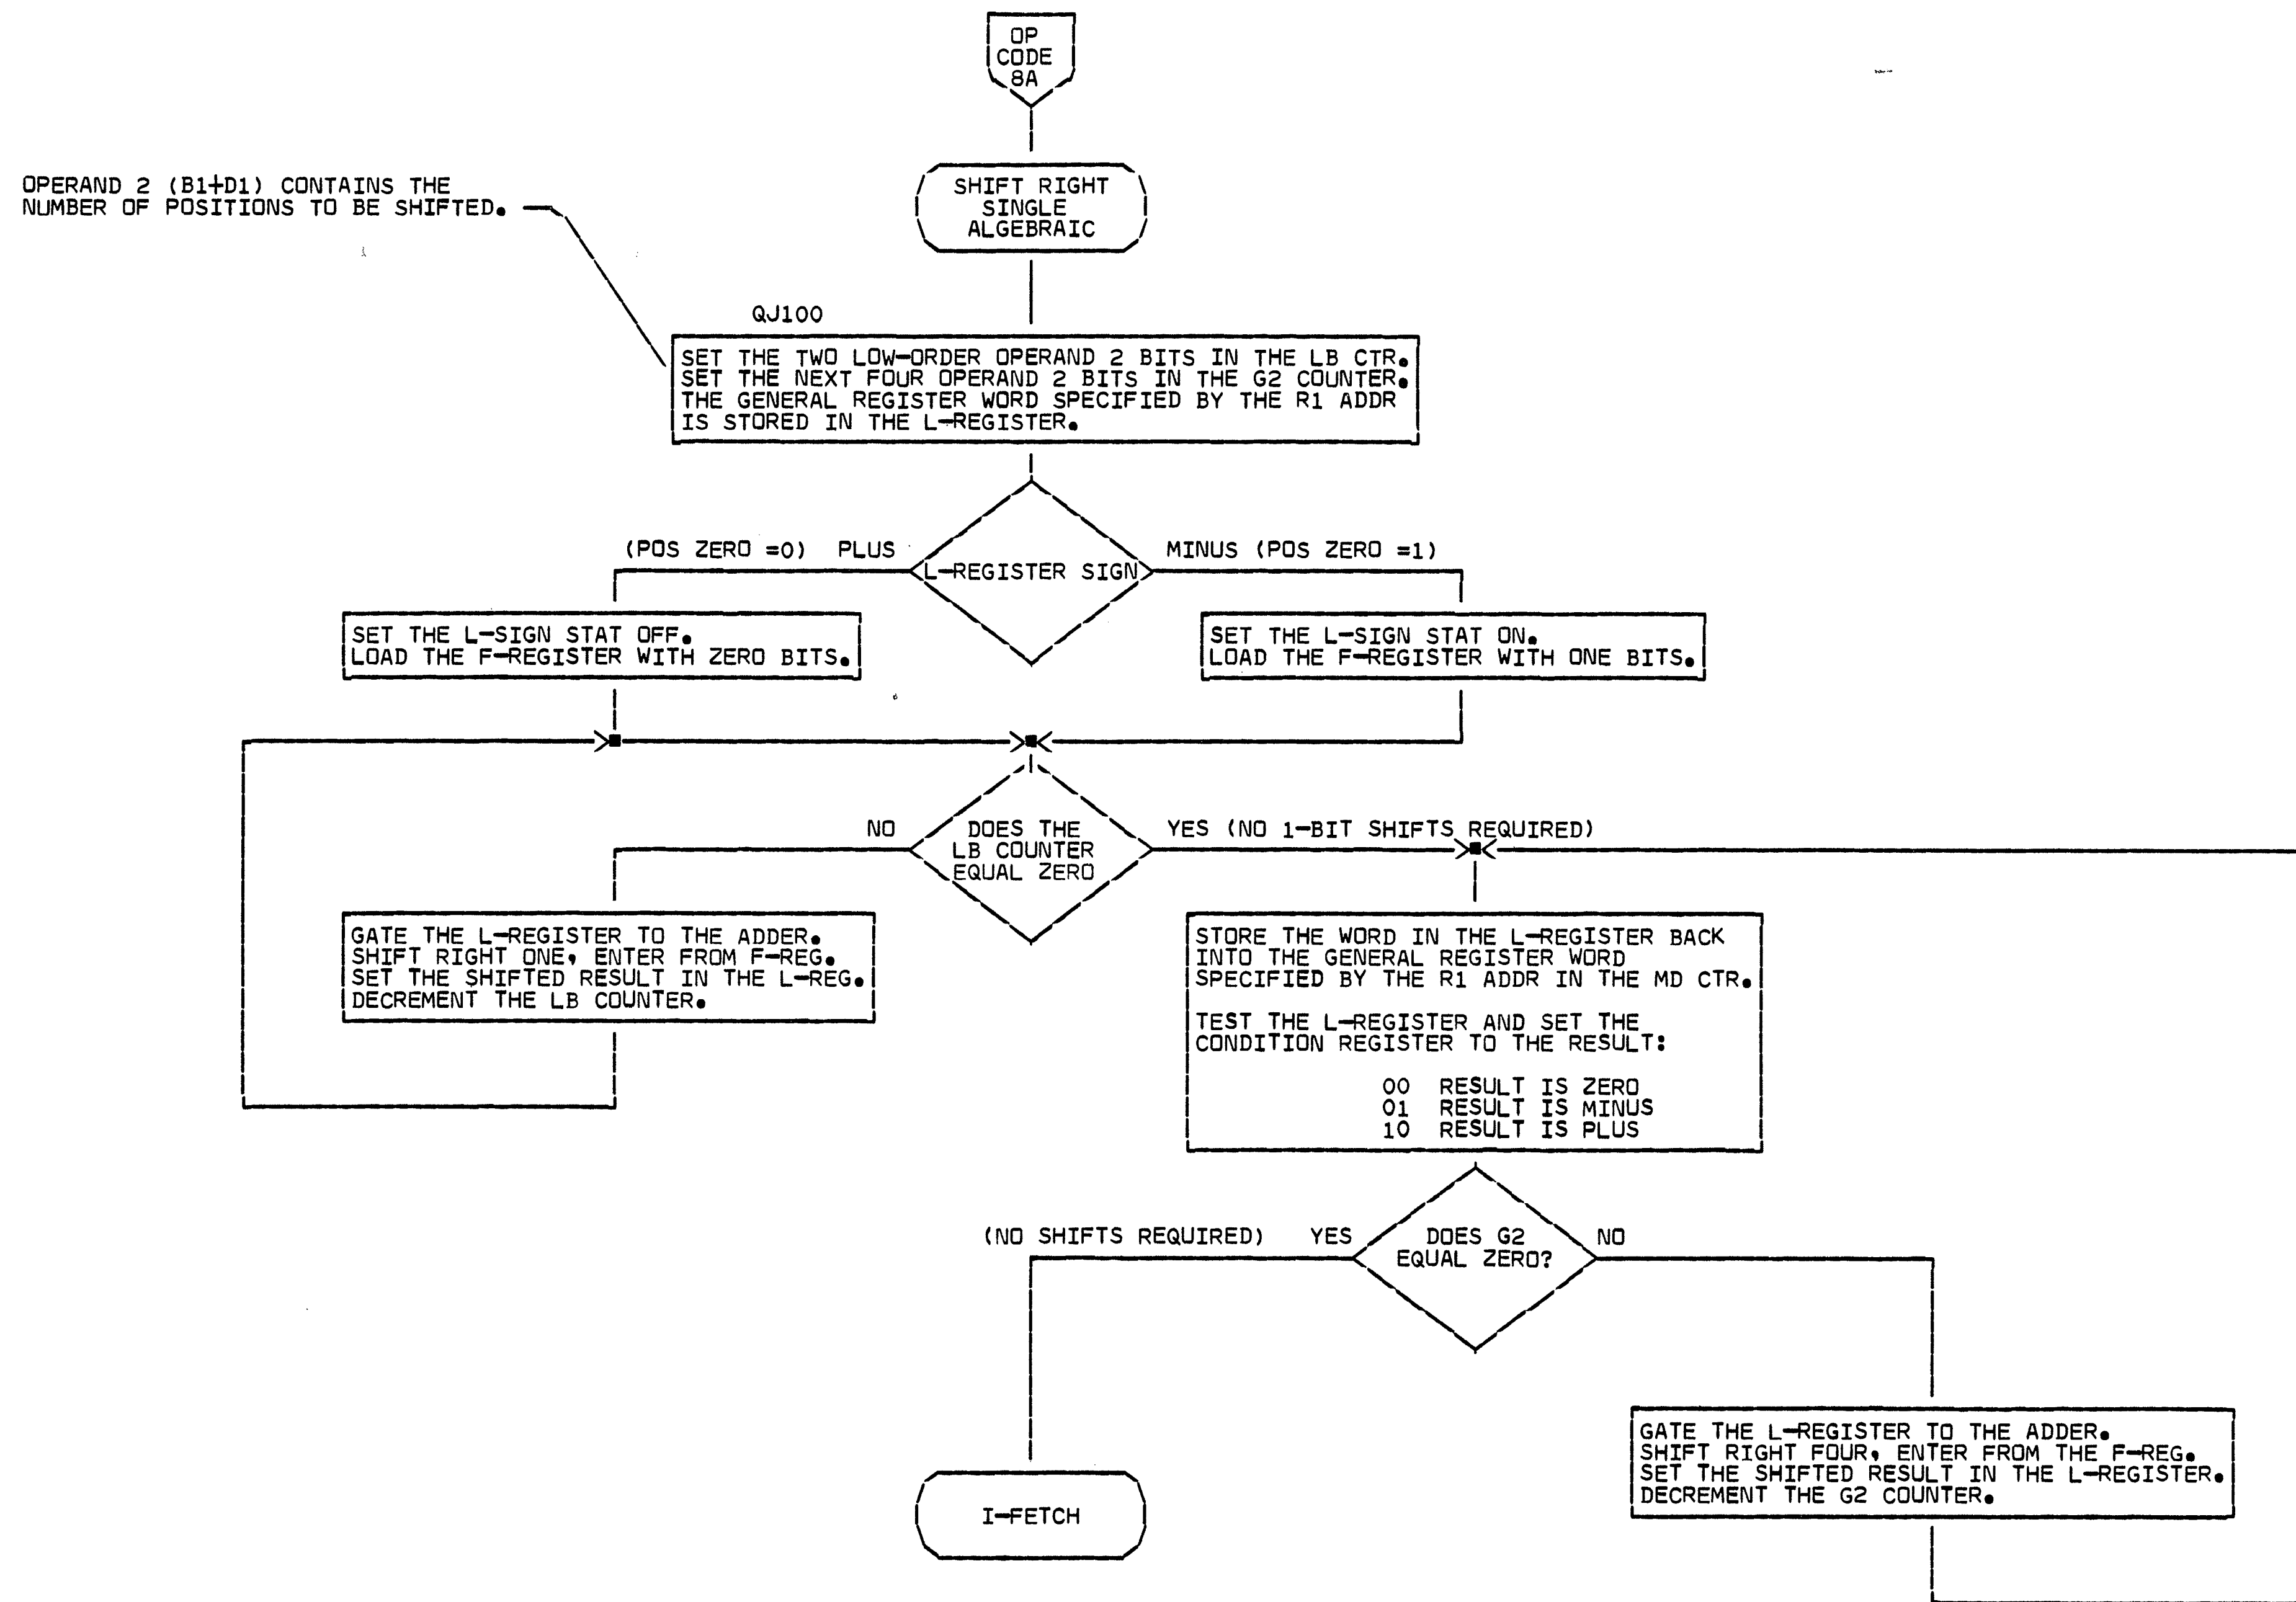 OP
CODE
8A
OPERAND 2 (B1+D1) CONTAINS THE
NUMBER OF POSITIONS TO BE SHIFTED.
SHIFT RIGHT
SINGLE
ALGEBRAIC
QJ100
SET THE TWO LOW-ORDER OPERAND 2 BITS IN THE LB CTR.
SET THE NEXT FOUR OPERAND 2 BITS IN THE G2 COUNTER.
THE GENERAL REGISTER WORD SPECIFIED BY THE R1 ADDR
IS STORED IN THE L-REGISTER.
(POS ZERO =0) PLUS
L-REGISTER SIGN
MINUS (POS ZERO =1)
SET THE L-SIGN STAT OFF.
LOAD THE F-REGISTER WITH ZERO BITS.
SET THE L-SIGN STAT ON.
LOAD THE F-REGISTER WITH ONE BITS.
NO
DOES THE
LB COUNTER
EQUAL ZERO
YES (NO 1-BIT SHIFTS REQUIRED)
GATE THE L-REGISTER TO THE ADDER.
SHIFT RIGHT ONE, ENTER FROM F-REG.
SET THE SHIFTED RESULT IN THE L-REG.
DECREMENT THE LB COUNTER.
STORE THE WORD IN THE L-REGISTER BACK
INTO THE GENERAL REGISTER WORD
SPECIFIED BY THE R1 ADDR IN THE MD CTR.
TEST THE L-REGISTER AND SET THE
CONDITION REGISTER TO THE RESULT:
00 RESULT IS ZERO
01 RESULT IS MINUS
10 RESULT IS PLUS
(NO SHIFTS REQUIRED) YES
DOES G2
EQUAL ZERO?
NO
GATE THE L-REGISTER TO THE ADDER.
SHIFT RIGHT FOUR, ENTER FROM THE F-REG.
SET THE SHIFTED RESULT IN THE L-REGISTER.
DECREMENT THE G2 COUNTER.
I-FETCH